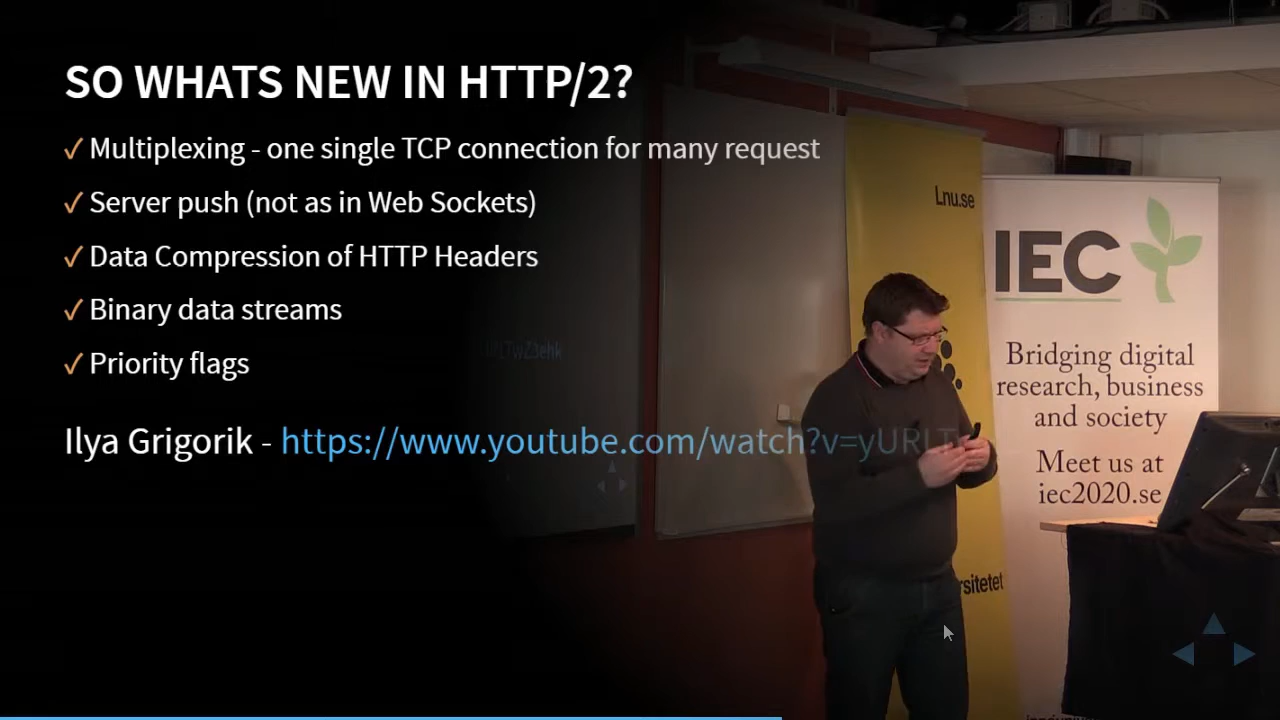 SO WHATS NEW IN HTTP/2?
✓ Multiplexing - one single TCP connection for many request
✓ Server push (not as in Web Sockets)
✓ Data Compression of HTTP Headers
✓ Binary data streams
✓ Priority flags
Ilya Grigorik - https://www.youtube.com/watch?v=yURLT
Lnu.se
rsitetet
IEC
Bridging digital
research, business
and society
Meet us at
iec2020.se